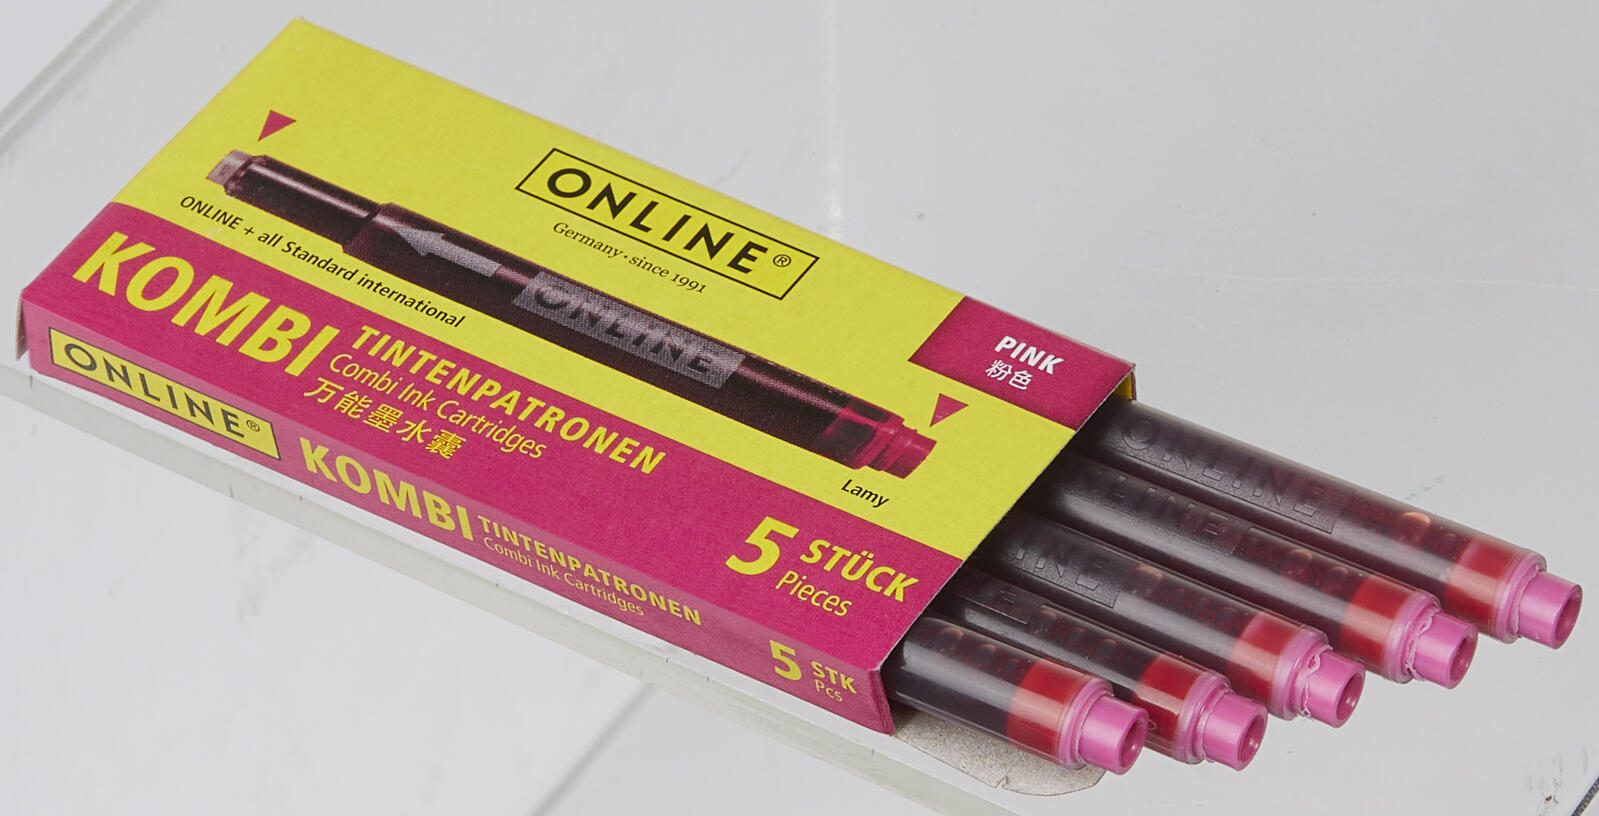 ONLINE®
Germany · since 1991
ONLINE + all Standard international
ONLINE
Lamy
PINK
粉色
KOMBI
TINTENPATRONEN
Combi Ink Cartridges
万能墨水囊
5 STÜCK
Pieces
ONLINE®
KOMBI
TINTENPATRONEN
Combi Ink Cartridges
5 STK
Pcs
ONLINE